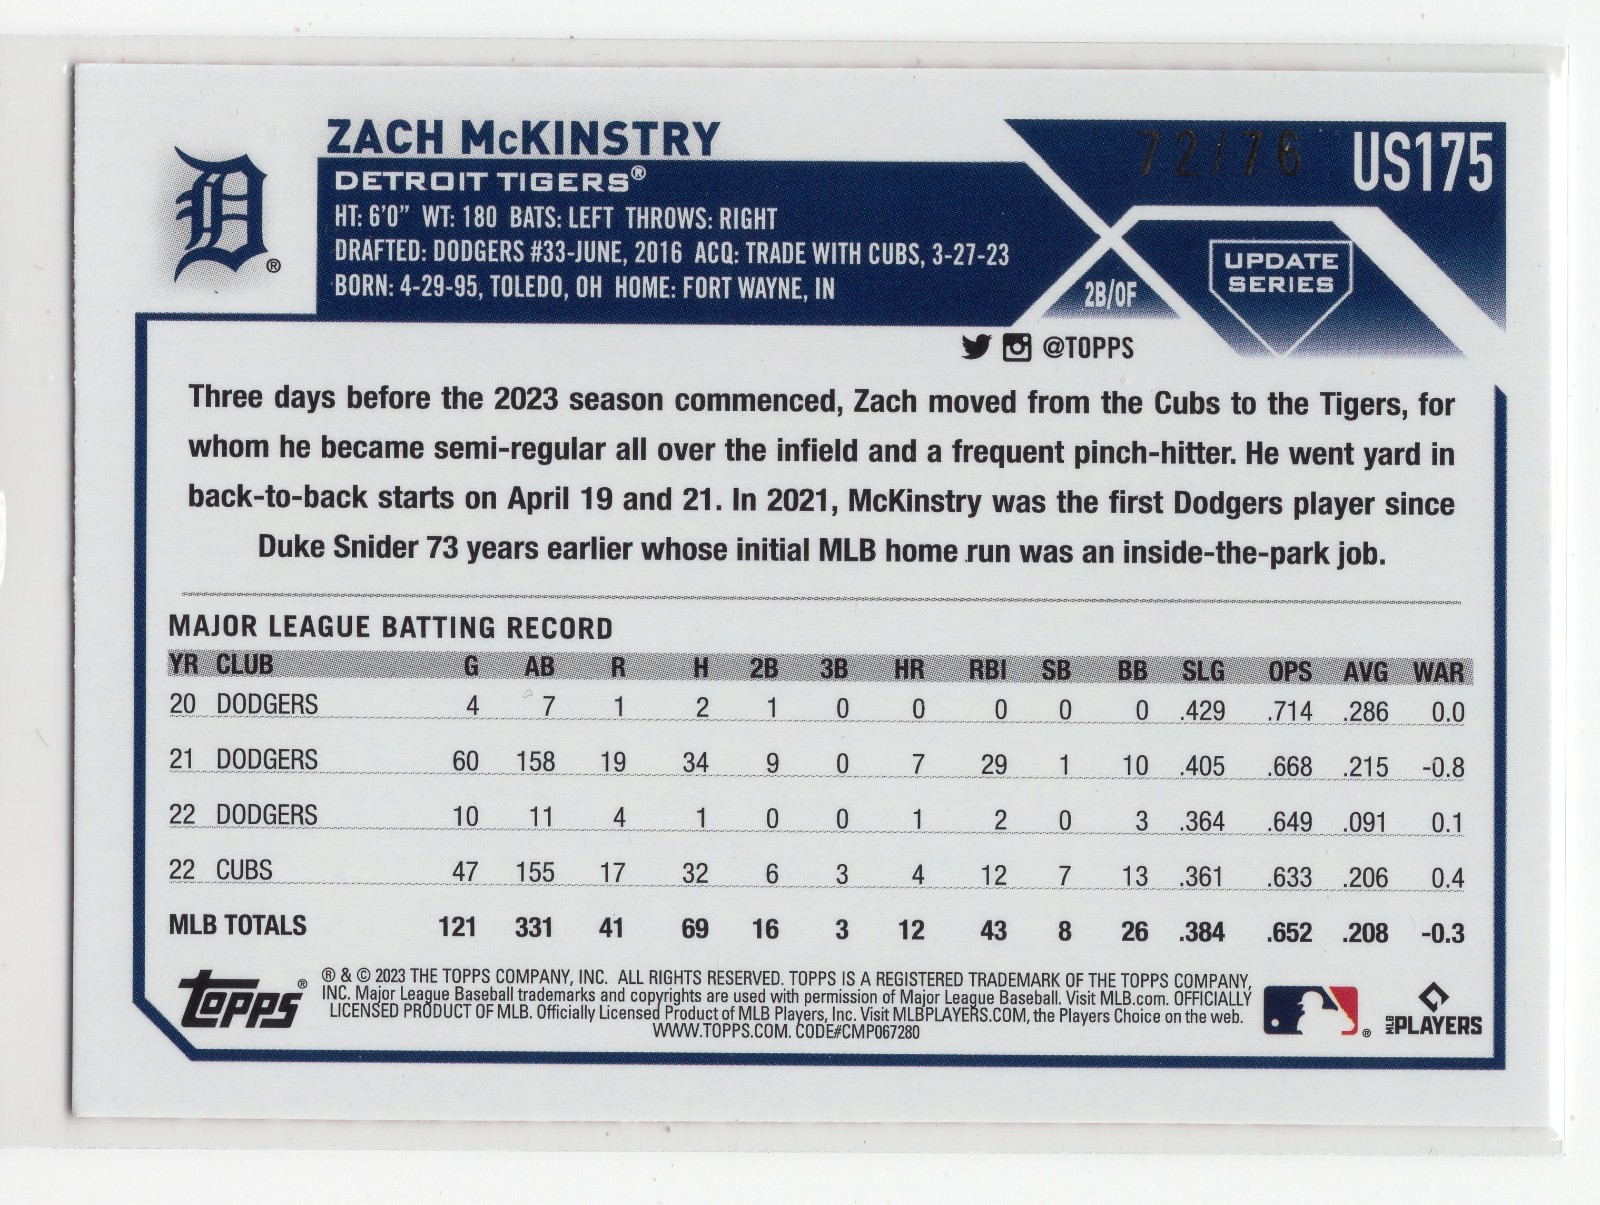 ZACH McKINSTRY
72/76
US175
DETROIT TIGERS®
HT: 6'0" WT: 180 BATS: LEFT THROWS: RIGHT
DRAFTED: DODGERS #33-JUNE, 2016 ACQ: TRADE WITH CUBS, 3-27-23
BORN: 4-29-95, TOLEDO, OH HOME: FORT WAYNE, IN
2B/OF
UPDATE
SERIES
D®
@TOPPS
Three days before the 2023 season commenced, Zach moved from the Cubs to the Tigers, for
whom he became semi-regular all over the infield and a frequent pinch-hitter. He went yard in
back-to-back starts on April 19 and 21. In 2021, McKinstry was the first Dodgers player since
Duke Snider 73 years earlier whose initial MLB home run was an inside-the-park job.
MAJOR LEAGUE BATTING RECORD
YR CLUB G AB R H 2B 3B HR RBI SB BB SLG OPS AVG WAR
20 DODGERS 4 7 1 2 1 0 0 0 0 0 .429 .714 .286 0.0
21 DODGERS 60 158 19 34 9 0 7 29 1 10 .405 .668 .215 -0.8
22 DODGERS 10 11 4 1 0 0 1 2 0 3 .364 .649 .091 0.1
22 CUBS 47 155 17 32 6 3 4 12 7 13 .361 .633 .206 0.4
MLB TOTALS 121 331 41 69 16 3 12 43 8 26 .384 .652 .208 -0.3
Topps®
® & © 2023 THE TOPPS COMPANY, INC. ALL RIGHTS RESERVED. TOPPS IS A REGISTERED TRADEMARK OF THE TOPPS COMPANY,
INC. Major League Baseball trademarks and copyrights are used with permission of Major League Baseball. Visit MLB.com. OFFICIALLY
LICENSED PRODUCT OF MLB. Officially Licensed Product of MLB Players, Inc. Visit MLBPLAYERS.COM, the Players Choice on the web.
WWW.TOPPS.COM. CODE#CMP067280
®
MLB PLAYERS